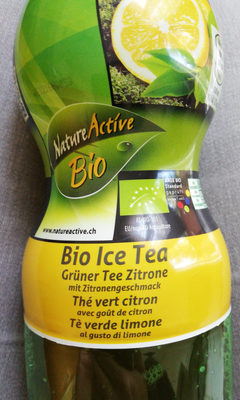 NatureActive
Bio
www.natureactive.ch
Bio Ice Tea
Grüner Tee Zitrone
mit Zitronengeschmack
Thé vert citron
avec goût de citron
Tè verde limone
al gusto di limone